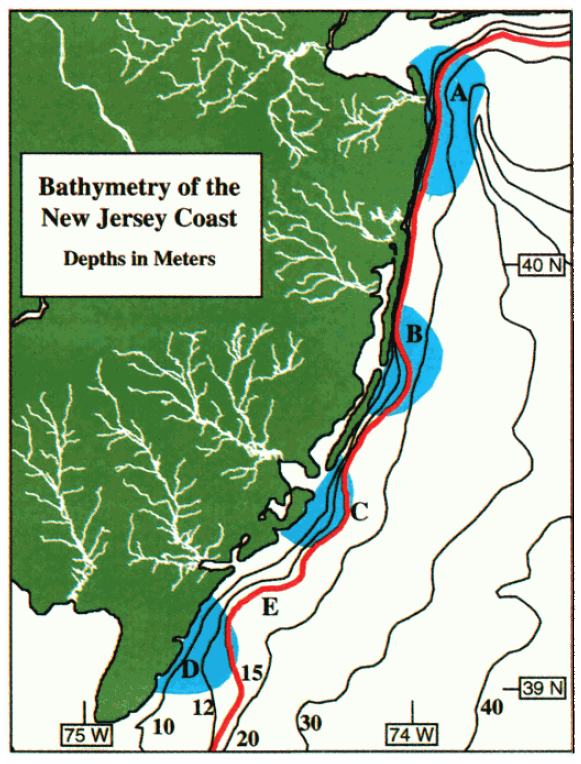 A
Bathymetry of the
New Jersey Coast
Depths in Meters
40 N
B
C
E
D
15
39 N
12
10
30
40
75 W
20
74 W